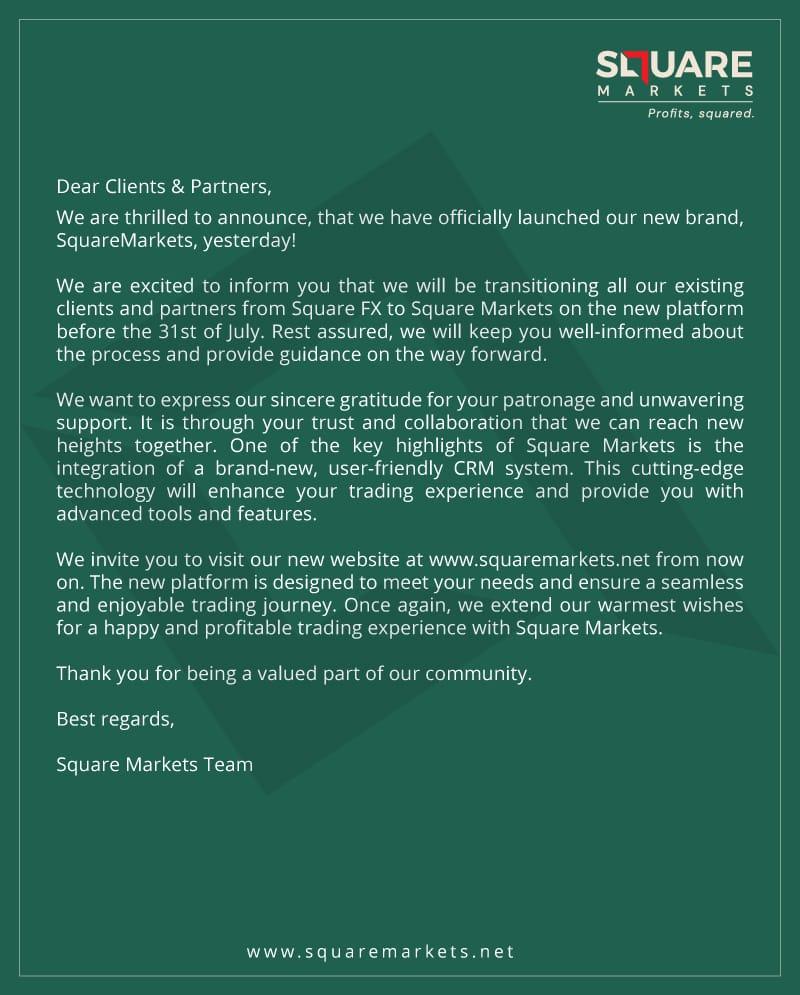 SQUARE
MARKETS
Profits, squared.
Dear Clients & Partners,
We are thrilled to announce, that we have officially launched our new brand,
SquareMarkets, yesterday!
We are excited to inform you that we will be transitioning all our existing
clients and partners from Square FX to Square Markets on the new platform
before the 31st of July. Rest assured, we will keep you well-informed about
the process and provide guidance on the way forward.
We want to express our sincere gratitude for your patronage and unwavering
support. It is through your trust and collaboration that we can reach new
heights together. One of the key highlights of Square Markets is the
integration of a brand-new, user-friendly CRM system. This cutting-edge
technology will enhance your trading experience and provide you with
advanced tools and features.
We invite you to visit our new website at www.squaremarkets.net from now
on. The new platform is designed to meet your needs and ensure a seamless
and enjoyable trading journey. Once again, we extend our warmest wishes
for a happy and profitable trading experience with Square Markets.
Thank you for being a valued part of our community.
Best regards,
Square Markets Team
www.squaremarkets.net